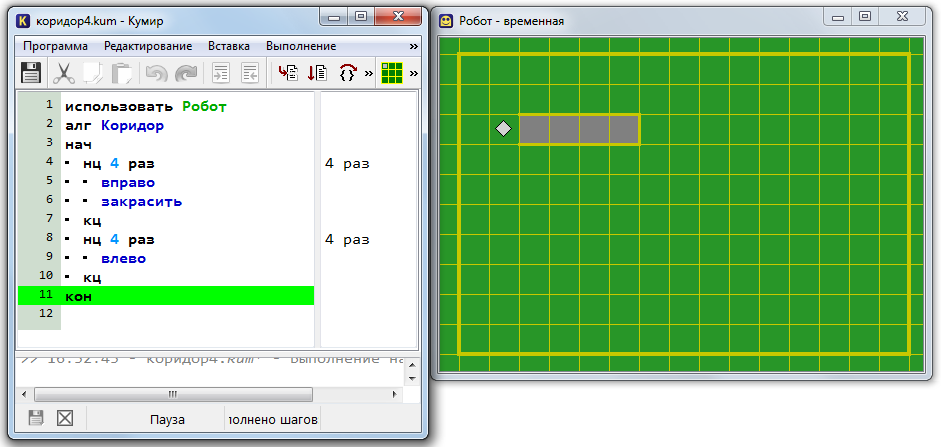 коридор4.kum - Кумир
Программа Редактирование Вставка Выполнение »
» »
1 использовать Робот
2 алг Коридор
3 нач
4 нц 4 раз 4 раз
5 вправо
6 закрасить
7 кц
8 нц 4 раз 4 раз
9 влево
10 кц
11 кон
12
>> 16:52:45 - коридор4.kum* - Выполнение на
Пауза олнено шагов
Робот - временная